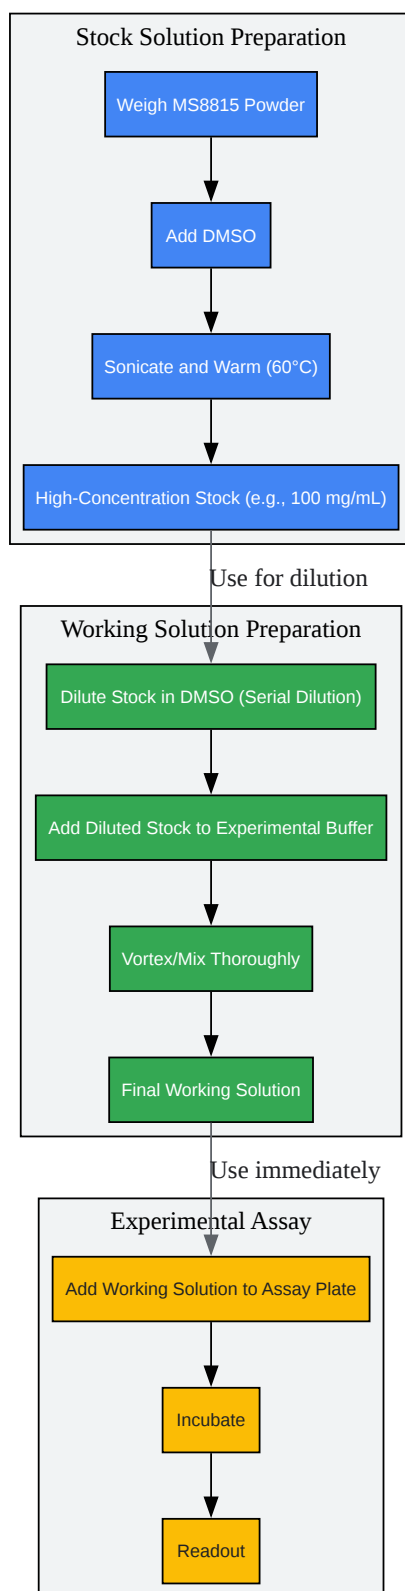 Stock Solution Preparation
Weigh MS8815 Powder
Add DMSO
Sonicate and Warm (60°C)
High-Concentration Stock (e.g., 100 mg/mL)
Use for dilution
Working Solution Preparation
Dilute Stock in DMSO (Serial Dilution)
Add Diluted Stock to Experimental Buffer
Vortex/Mix Thoroughly
Final Working Solution
Use immediately
Experimental Assay
Add Working Solution to Assay Plate
Incubate
Readout